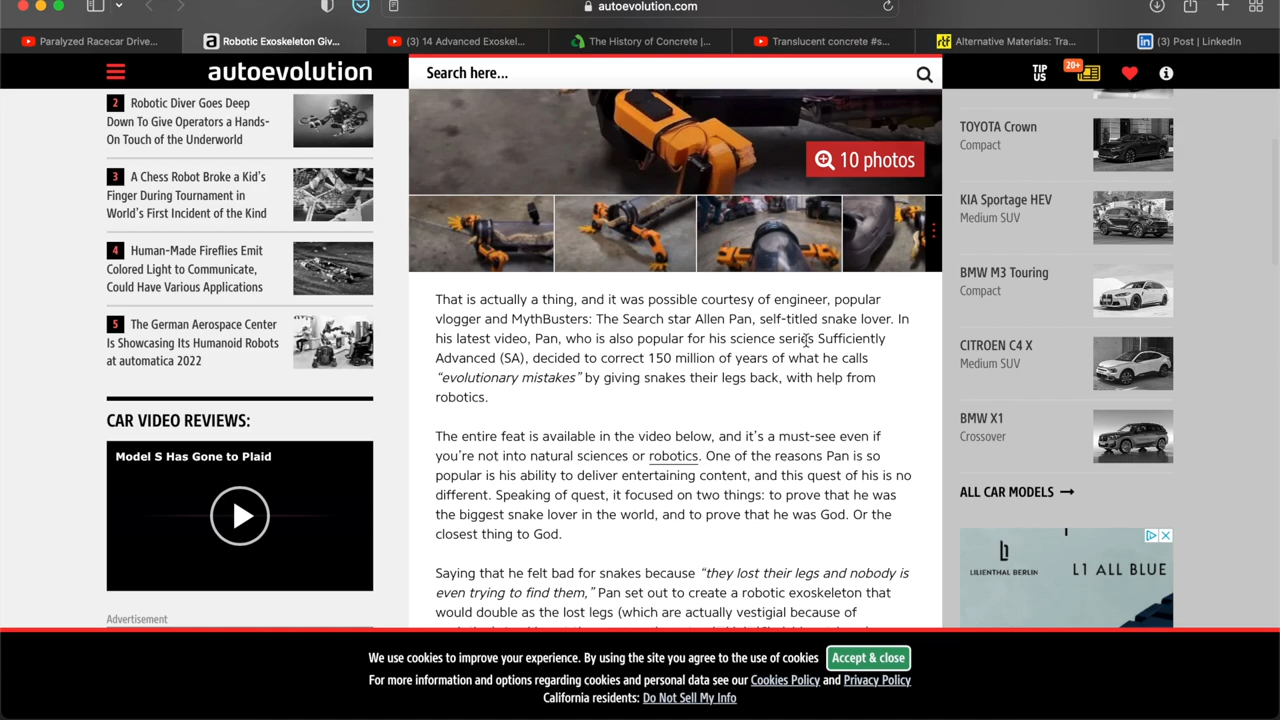 autoevolution.com
Paralyzed Racecar Drive...
Robotic Exoskeleton Giv...
(3) 14 Advanced Exoskel...
The History of Concrete |...
Translucent concrete #s...
Alternative Materials: Tra...
(3) Post | LinkedIn
autoevolution
Search here...
TIP US
20+
2 Robotic Diver Goes Deep
Down To Give Operators a Hands-
On Touch of the Underworld
3 A Chess Robot Broke a Kid's
Finger During Tournament in
World's First Incident of the Kind
4 Human-Made Fireflies Emit
Colored Light to Communicate,
Could Have Various Applications
5 The German Aerospace Center
Is Showcasing Its Humanoid Robots
at automatica 2022
CAR VIDEO REVIEWS:
Model S Has Gone to Plaid
Advertisement
10 photos
That is actually a thing, and it was possible courtesy of engineer, popular
vlogger and MythBusters: The Search star Allen Pan, self-titled snake lover. In
his latest video, Pan, who is also popular for his science series Sufficiently
Advanced (SA), decided to correct 150 million of years of what he calls
“evolutionary mistakes” by giving snakes their legs back, with help from
robotics.
The entire feat is available in the video below, and it's a must-see even if
you're not into natural sciences or robotics. One of the reasons Pan is so
popular is his ability to deliver entertaining content, and this quest of his is no
different. Speaking of quest, it focused on two things: to prove that he was
the biggest snake lover in the world, and to prove that he was God. Or the
closest thing to God.
Saying that he felt bad for snakes because “they lost their legs and nobody is
even trying to find them,” Pan set out to create a robotic exoskeleton that
would double as the lost legs (which are actually vestigial because of
TOYOTA Crown
Compact
KIA Sportage HEV
Medium SUV
BMW M3 Touring
Compact
CITROEN C4 X
Medium SUV
BMW X1
Crossover
ALL CAR MODELS
LILIENTHAL BERLIN
L1 ALL BLUE
We use cookies to improve your experience. By using the site you agree to the use of cookies
Accept & close
For more information and options regarding cookies and personal data see our Cookies Policy and Privacy Policy
California residents: Do Not Sell My Info